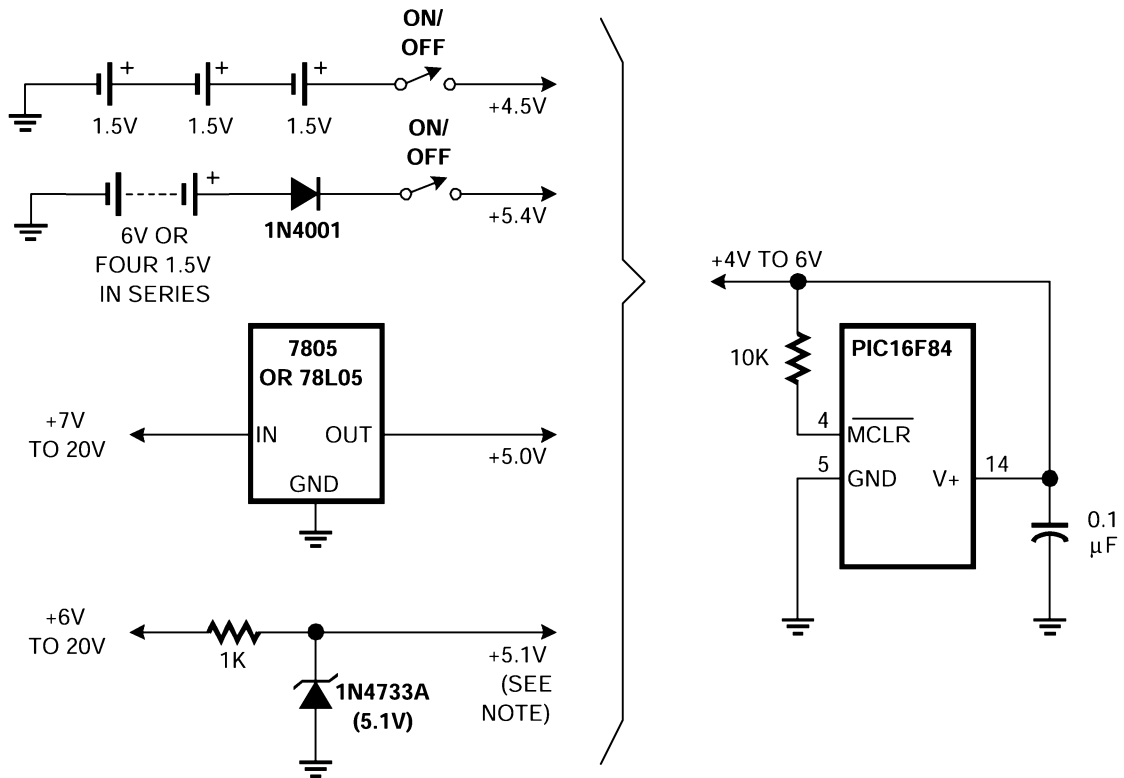 ON/
OFF
+ + +
+4.5V
1.5V 1.5V 1.5V
ON/
OFF
+
+5.4V
1N4001
6V OR
FOUR 1.5V
IN SERIES
7805
OR 78L05
+7V
TO 20V
IN OUT
+5.0V
GND
+6V
TO 20V
1K
+5.1V
(SEE
NOTE)
1N4733A
(5.1V)
+4V TO 6V
10K
PIC16F84
4
MCLR
5
GND V+
14
0.1
µF